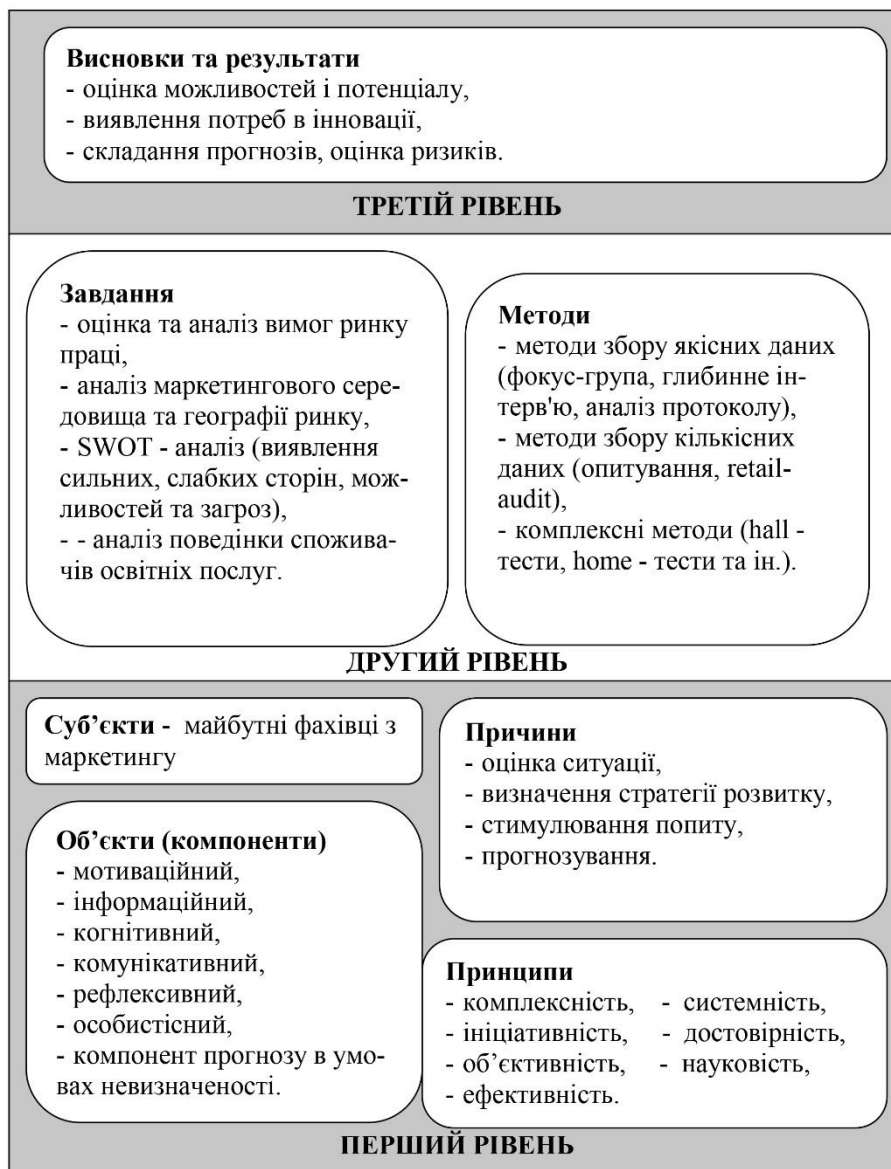 Висновки та результати
- оцінка можливостей і потенціалу,
- виявлення потреб в інновації,
- складання прогнозів, оцінка ризиків.
ТРЕТІЙ РІВЕНЬ
Завдання
- оцінка та аналіз вимог ринку
праці,
- аналіз маркетингового сере-
довища та географії ринку,
- SWOT - аналіз (виявлення
сильних, слабких сторін, мож-
ливостей та загроз),
- - аналіз поведінки спожива-
чів освітніх послуг.
Методи
- методи збору якісних даних
(фокус-група, глибинне ін-
терв'ю, аналіз протоколу),
- методи збору кількісних
даних (опитування, retail-
audit),
- комплексні методи (hall -
тести, home - тести та ін.).
ДРУГИЙ РІВЕНЬ
Суб’єкти - майбутні фахівці з
маркетингу
Об’єкти (компоненти)
- мотиваційний,
- інформаційний,
- когнітивний,
- комунікативний,
- рефлексивний,
- особистісний,
- компонент прогнозу в умо-
вах невизначеності.
Причини
- оцінка ситуації,
- визначення стратегії розвитку,
- стимулювання попиту,
- прогнозування.
Принципи
- комплексність, - системність,
- ініціативність, - достовірність,
- об’єктивність, - науковість,
- ефективність.
ПЕРШИЙ РІВЕНЬ